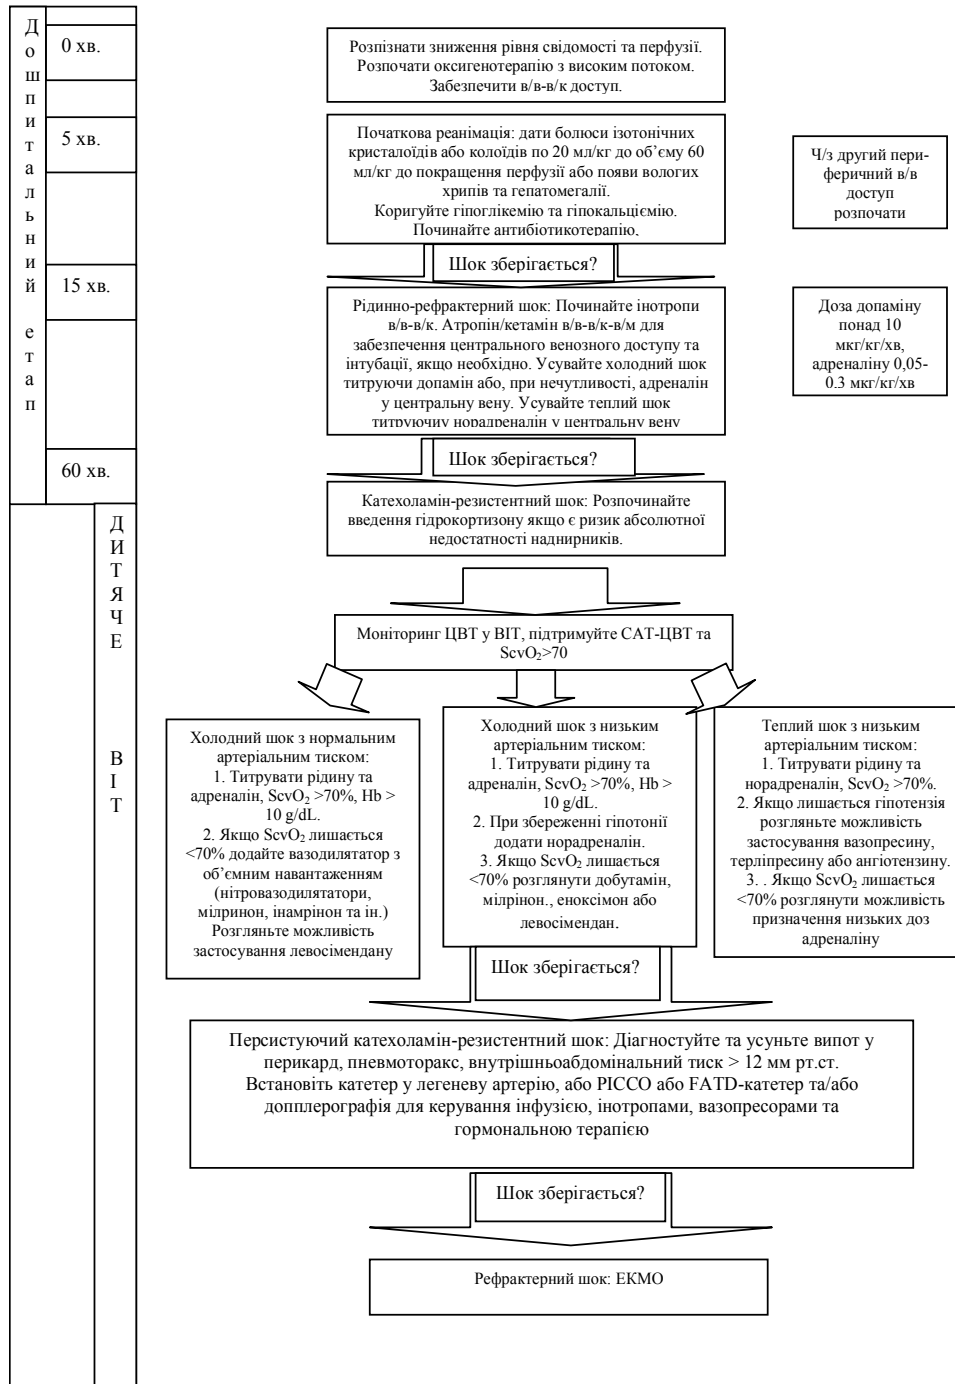 Дошпитальний етап
0 хв.
Розпізнати зниження рівня свідомості та перфузії.
Розпочати оксигенотерапію з високим потоком.
Забезпечити в/в-в/к доступ.
5 хв.
Початкова реанімація: дати болюси ізотонічних
кристалоїдів або колоїдів по 20 мл/кг до об’єму 60
мл/кг до покращення перфузії або появи вологих
хрипів та гепатомегалії.
Коригуйте гіпоглікемію та гіпокальціємію.
Починайте антибіотикотерапію.
Ч/з другий пери-
феричний в/в
доступ
розпочати
Шок зберігається?
15 хв.
Рідинно-рефрактерний шок: Починайте інотропи
в/в-в/к. Атропін/кетамін в/в-в/к-в/м для
забезпечення центрального венозного доступу та
інтубації, якщо необхідно. Усувайте холодний шок
титруючи допамін або, при нечутливості, адреналін
у центральну вену. Усувайте теплий шок
титруючиу норадреналін у центральну вену
Доза допаміну
понад 10
мкг/кг/хв,
адреналіну 0,05-
0.3 мкг/кг/хв
Шок зберігається?
60 хв.
Катехоламін-резистентний шок: Розпочинайте
введення гідрокортизону якщо є ризик абсолютної
недостатності наднирників.
ДИТЯЧЕ ВІТ
Моніторинг ЦВТ у ВІТ, підтримуйте САТ-ЦВТ та
ScvO₂>70
Холодний шок з нормальним
артеріальним тиском:
1. Титрувати рідину та
адреналін, ScvO₂ >70%, Hb >
10 g/dL.
2. Якщо ScvO₂ лишається
<70% додайте вазодилятатор з
об’ємним навантаженням
(нітровазодилятатори,
мілринон, інамрінон та ін.)
Розгляньте можливість
застосування левосімендану
Холодний шок з низьким
артеріальним тиском:
1. Титрувати рідину та
адреналін, ScvO₂ >70%, Hb >
10 g/dL.
2. При збереженні гіпотонії
додати норадреналін.
3. Якщо ScvO₂ лишається
<70% розглянути добутамін,
мілрінон., еноксімон або
левосімендан.
Теплий шок з низьким
артеріальним тиском:
1. Титрувати рідину та
норадреналін, ScvO₂ >70%.
2. Якщо лишається гіпотензія
розгляньте можливість
застосування вазопресину,
терліпресину або ангіотензину.
3. . Якщо ScvO₂ лишається
<70% розглянути можливість
призначення низьких доз
адреналіну
Шок зберігається?
Персистуючий катехоламін-резистентний шок: Діагностуйте та усуньте випот у
перикард, пневмоторакс, внутрішньоабдомінальний тиск > 12 мм рт.ст.
Встановіть катетер у легеневу артерію, або PICCO або FATD-катетер та/або
допплерографія для керування інфузією, інотропами, вазопресорами та
гормональною терапією
Шок зберігається?
Рефрактерний шок: ЕКМО